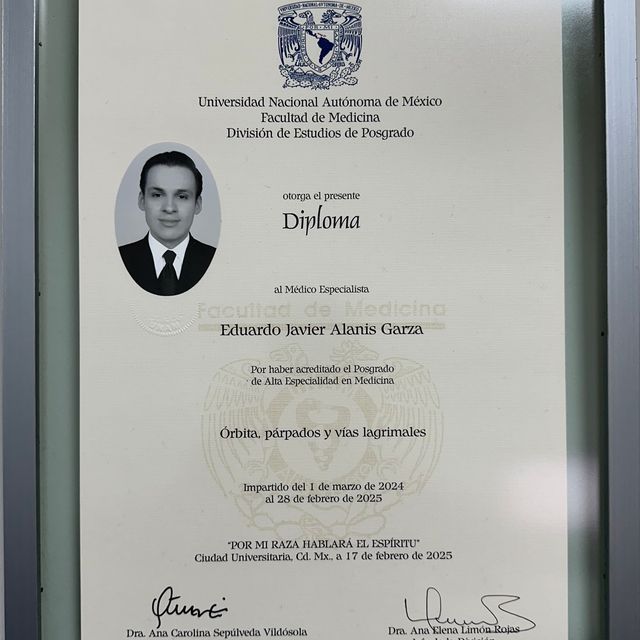 Universidad Nacional Autónoma de México
Facultad de Medicina
División de Estudios de Posgrado
otorga el presente
Diploma
al Médico Especialista
Facultad de Medicina
Eduardo Javier Alanis Garza
Por haber acreditado el Posgrado
de Alta Especialidad en Medicina
Órbita, párpados y vías lagrimales
Impartido del 1 de marzo de 2024
al 28 de febrero de 2025
"POR MI RAZA HABLARÁ EL ESPÍRITU"
Ciudad Universitaria, Cd. Mx., a 17 de febrero de 2025
Dra. Ana Carolina Sepúlveda Vildósola
Dra. Ana Elena Limón Rojas